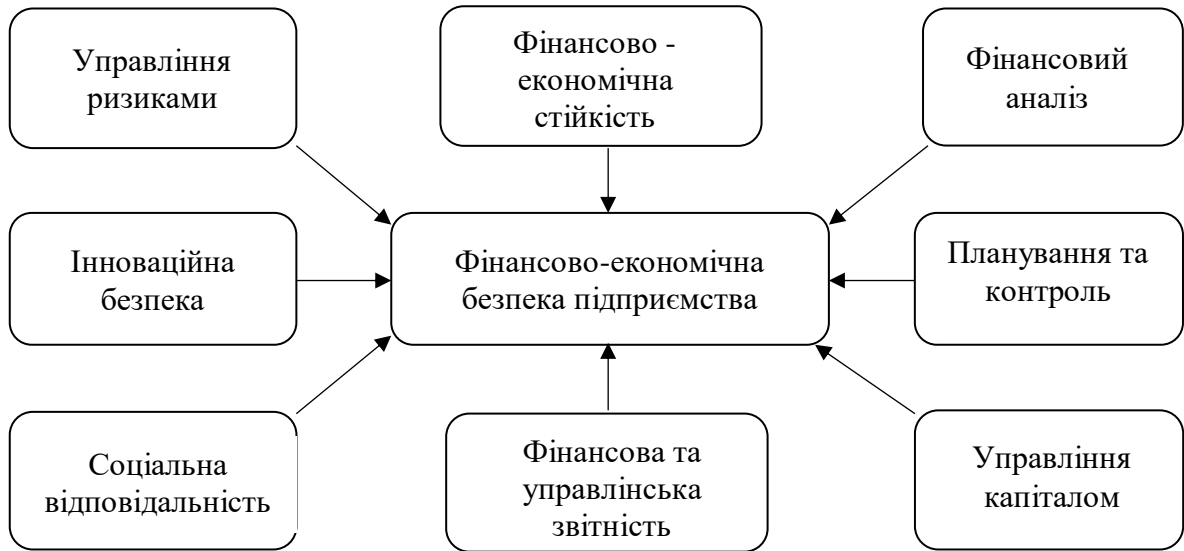 Управління
ризиками
Фінансово -
економічна
стійкість
Фінансовий
аналіз
Інноваційна
безпека
Фінансово-економічна
безпека підприємства
Планування та
контроль
Соціальна
відповідальність
Фінансова та
управлінська
звітність
Управління
капіталом